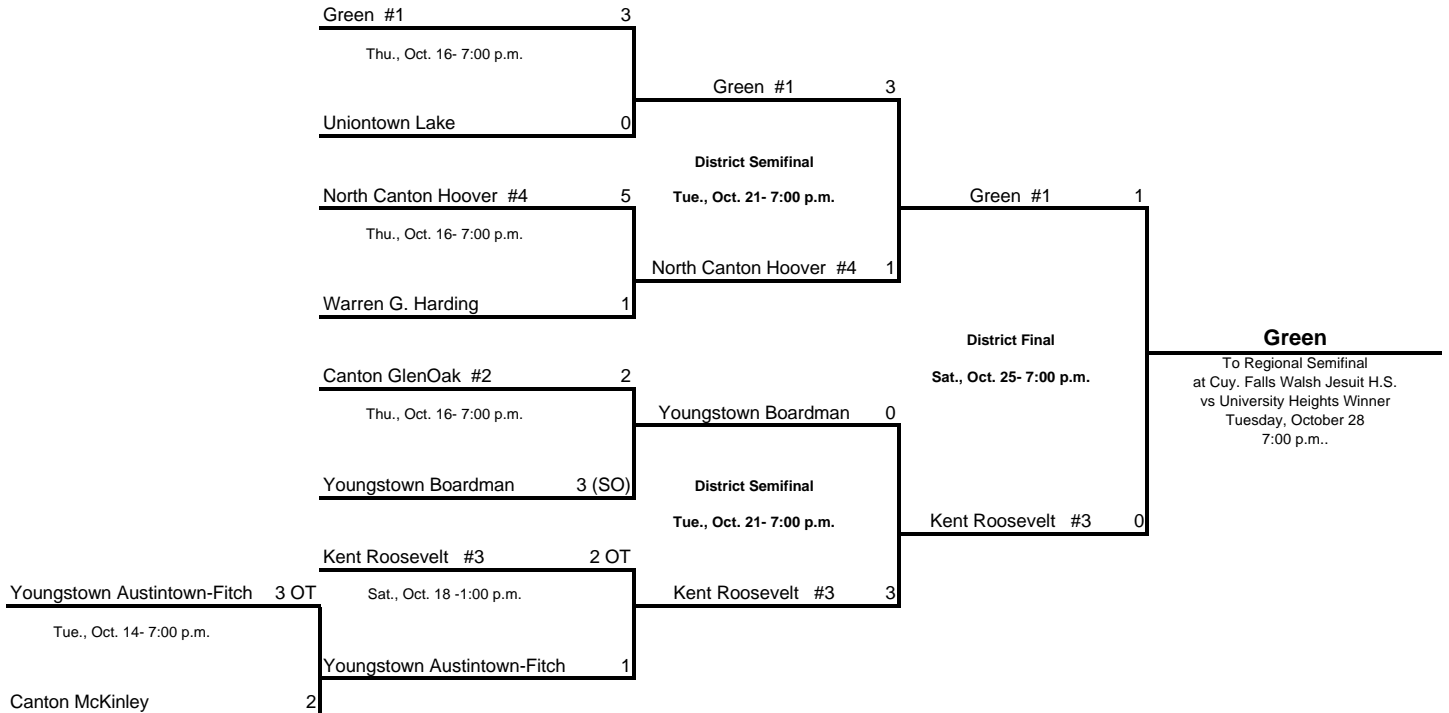 Green #1 3
Thu., Oct. 16- 7:00 p.m.
Green #1 3
Uniontown Lake 0
District Semifinal
North Canton Hoover #4 5
Tue., Oct. 21- 7:00 p.m.
Green #1 1
Thu., Oct. 16- 7:00 p.m.
North Canton Hoover #4 1
Warren G. Harding 1
District Final
Green
To Regional Semifinal
at Cuy. Falls Walsh Jesuit H.S.
vs University Heights Winner
Tuesday, October 28
7:00 p.m..
Canton GlenOak #2 2
Sat., Oct. 25- 7:00 p.m.
Thu., Oct. 16- 7:00 p.m.
Youngstown Boardman 0
Youngstown Boardman 3 (SO)
District Semifinal
Tue., Oct. 21- 7:00 p.m.
Kent Roosevelt #3 0
Kent Roosevelt #3 2 OT
Youngstown Austintown-Fitch 3 OT
Sat., Oct. 18 -1:00 p.m.
Kent Roosevelt #3 3
Tue., Oct. 14- 7:00 p.m.
Youngstown Austintown-Fitch 1
Canton McKinley 2